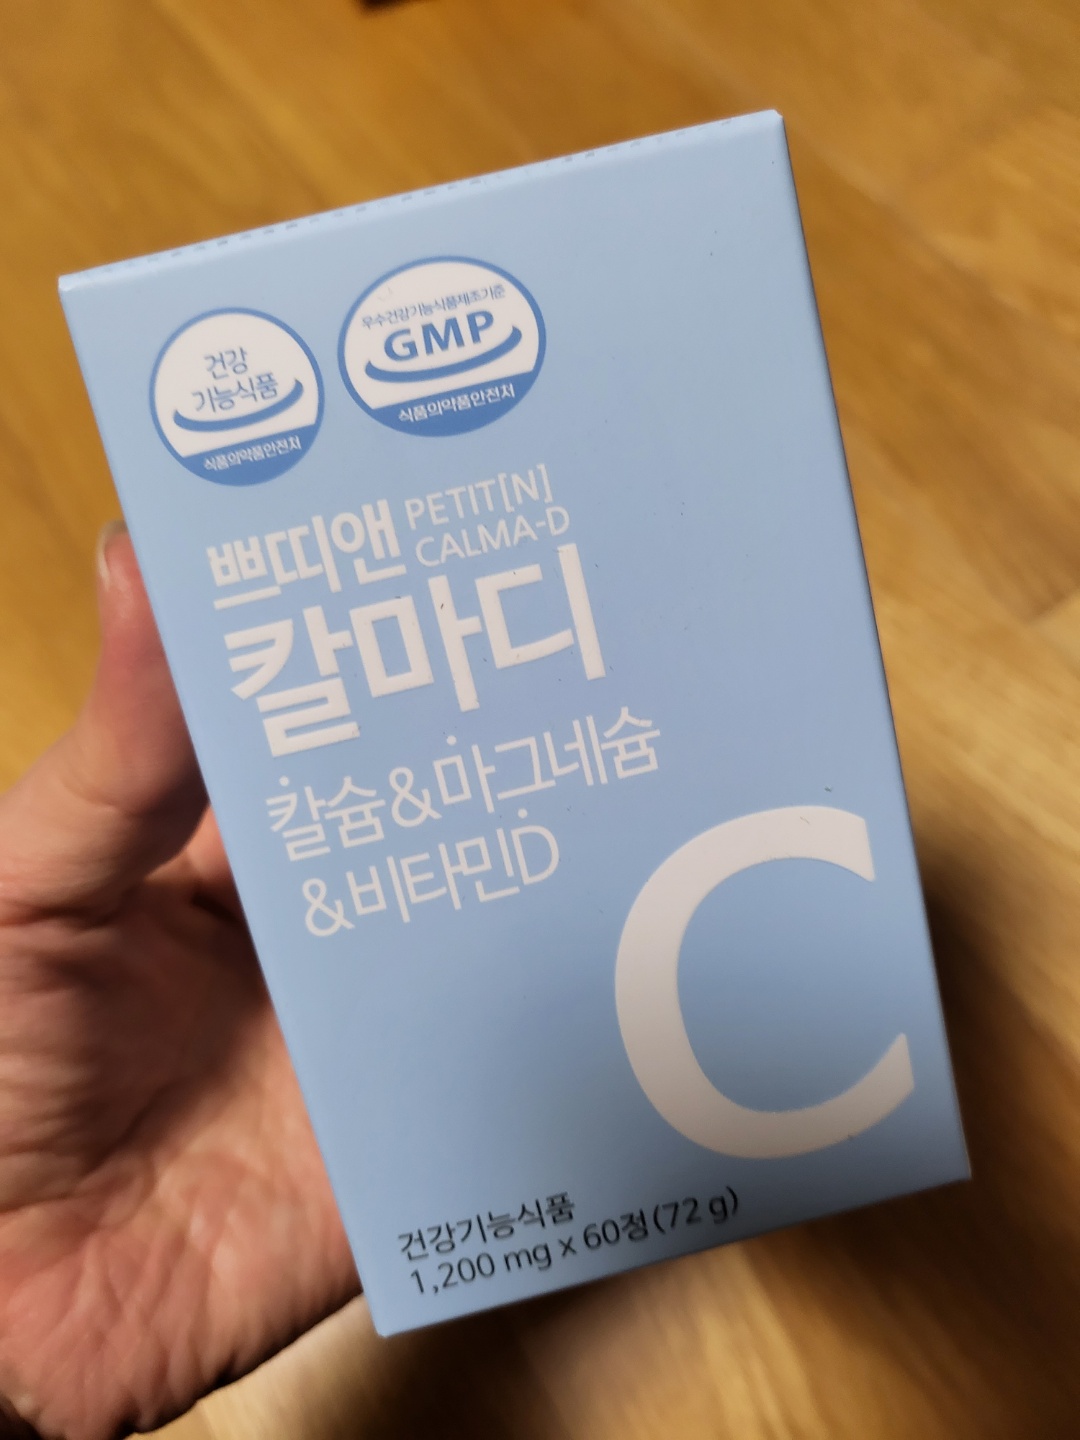 건강
기능식품
식품의약품안전처
우수건강기능식품제조기준
GMP
식품의약품안전처
쁘띠앤 PETIT[N]
CALMA-D
칼마디
칼슘&마그네슘
&비타민D
C
건강기능식품
1,200 mg x 60정(72 g)